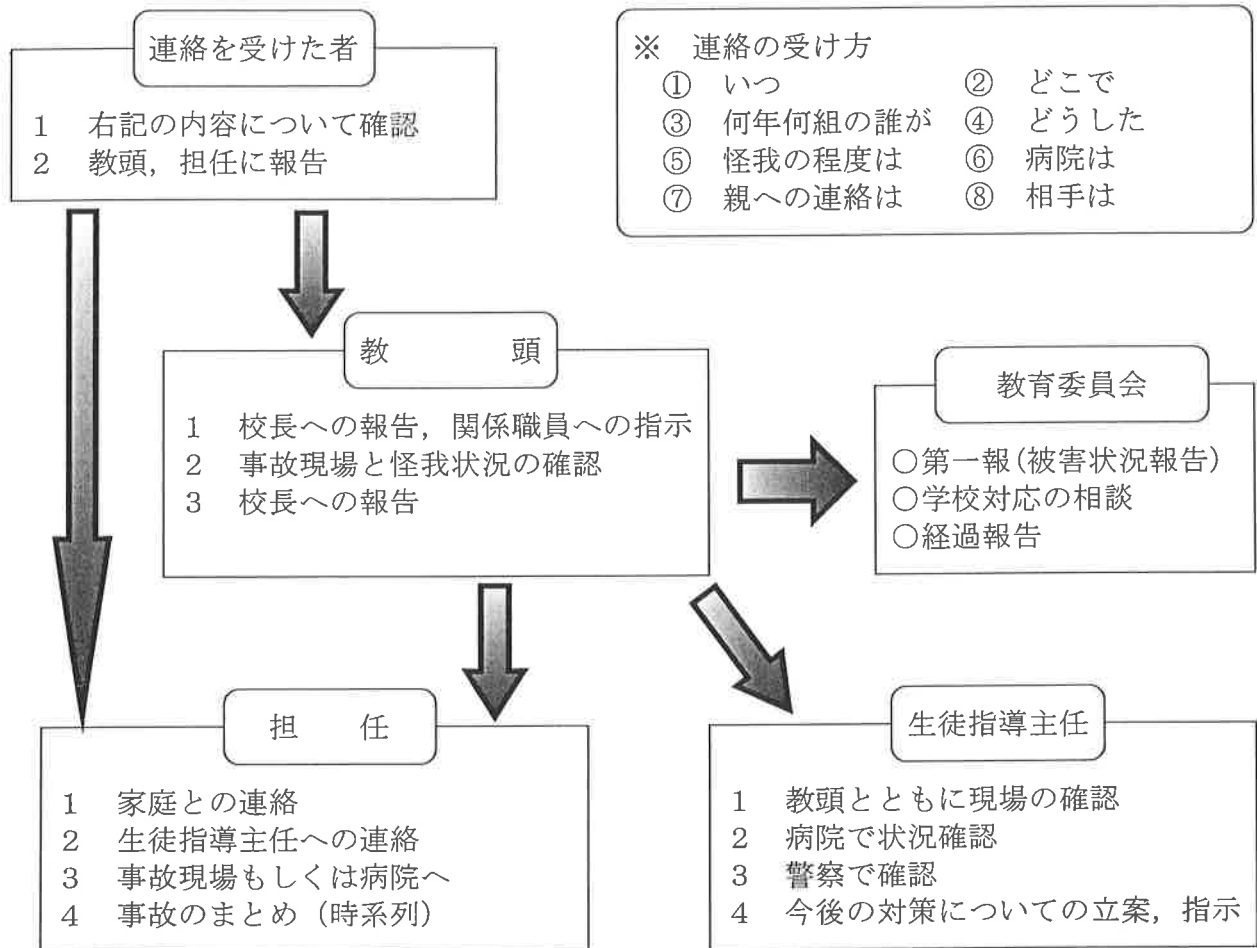 連絡を受けた者
1 右記の内容について確認
2 教頭，担任に報告
※ 連絡の受け方
① いつ ② どこで
③ 何年何組の誰が ④ どうした
⑤ 怪我の程度は ⑥ 病院は
⑦ 親への連絡は ⑧ 相手は
教 頭
1 校長への報告，関係職員への指示
2 事故現場と怪我状況の確認
3 校長への報告
教育委員会
○第一報(被害状況報告)
○学校対応の相談
○経過報告
担 任
1 家庭との連絡
2 生徒指導主任への連絡
3 事故現場もしくは病院へ
4 事故のまとめ（時系列）
生徒指導主任
1 教頭とともに現場の確認
2 病院で状況確認
3 警察で確認
4 今後の対策についての立案，指示